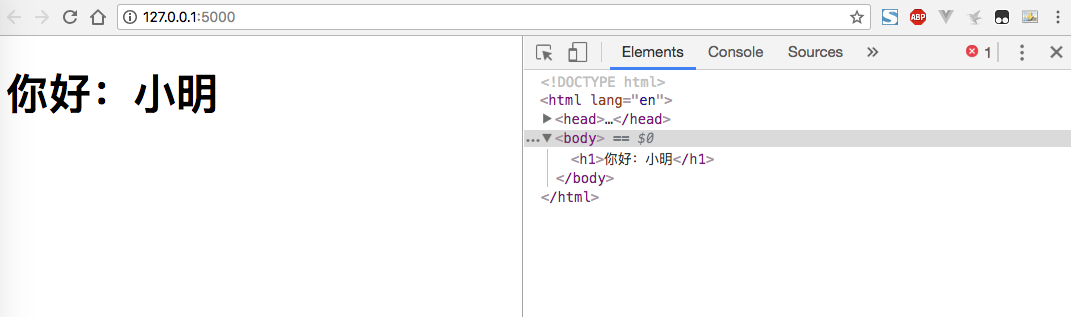 127.0.0.1:5000
ABP
你好：小明
Elements Console Sources » 1
<!DOCTYPE html>
<html lang="en">
<head>…</head>
…<body> == $0
<h1>你好：小明</h1>
</body>
</html>